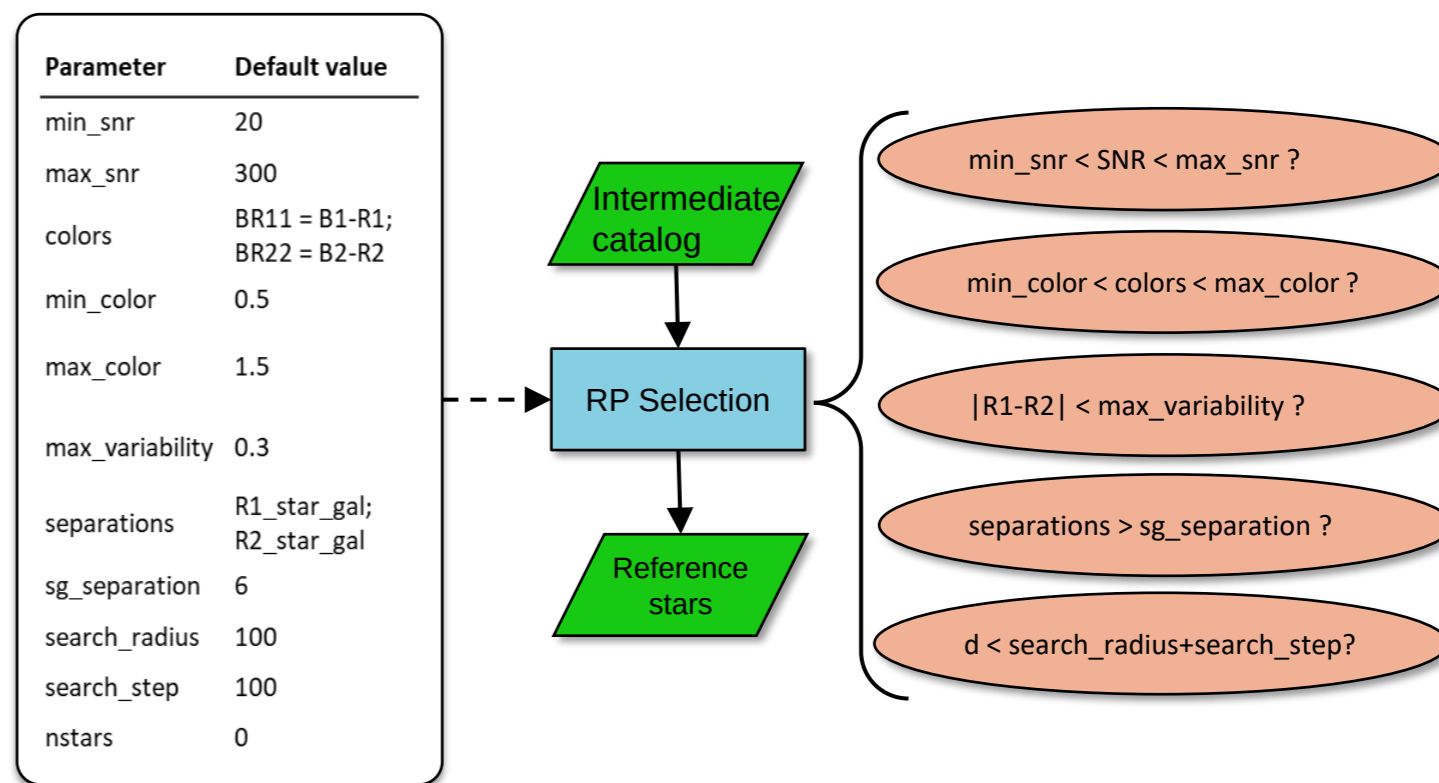 Parameter Default value
min_snr 20
max_snr 300
colors BR11 = B1-R1;
BR22 = B2-R2
min_color 0.5
max_color 1.5
max_variability 0.3
separations R1_star_gal;
R2_star_gal
sg_separation 6
search_radius 100
search_step 100
nstars 0
Intermediate
catalog
RP Selection
Reference
stars
min_snr < SNR < max_snr ?
min_color < colors < max_color ?
|R1-R2| < max_variability ?
separations > sg_separation ?
d < search_radius+search_step?